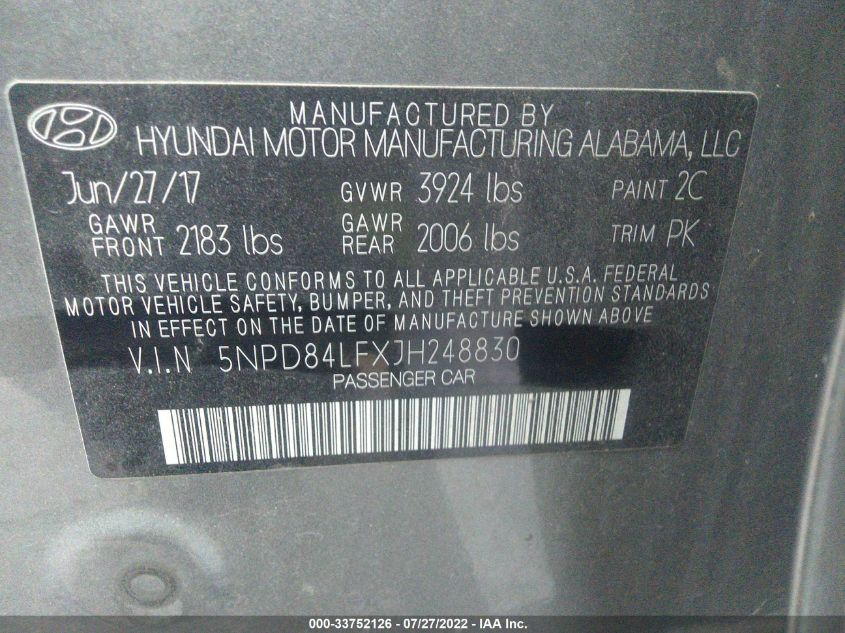 MANUFACTURED BY
HYUNDAI MOTOR MANUFACTURING ALABAMA, LLC
Jun/27/17 GVWR 3924 lbs PAINT 2C
GAWR FRONT 2183 lbs GAWR REAR 2006 lbs TRIM PK
THIS VEHICLE CONFORMS TO ALL APPLICABLE U.S.A. FEDERAL
MOTOR VEHICLE SAFETY, BUMPER, AND THEFT PREVENTION STANDARDS
IN EFFECT ON THE DATE OF MANUFACTURE SHOWN ABOVE
V.I.N 5NPD84LFXJH248830
PASSENGER CAR
000-33752126 - 07/27/2022 - IAA Inc.